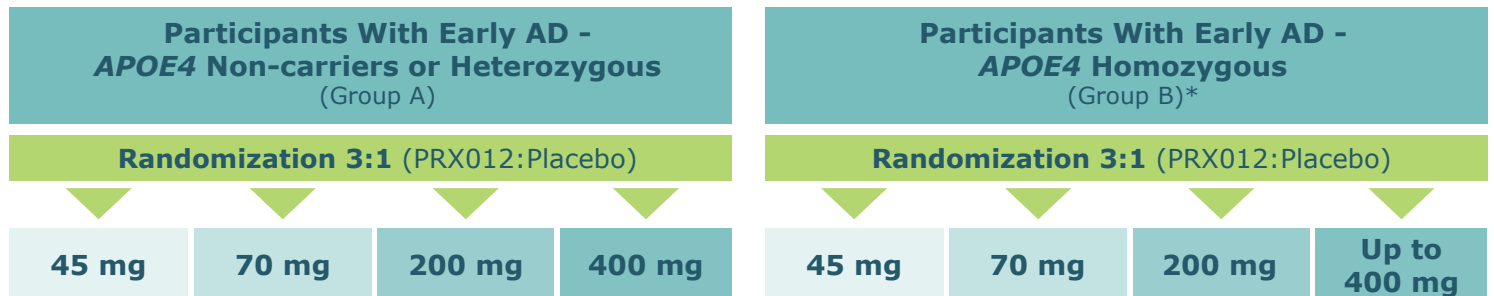 Participants With Early AD -
APOE4 Non-carriers or Heterozygous
(Group A)
Randomization 3:1 (PRX012:Placebo)
45 mg
70 mg
200 mg
400 mg
Participants With Early AD -
APOE4 Homozygous
(Group B)*
Randomization 3:1 (PRX012:Placebo)
45 mg
70 mg
200 mg
Up to
400 mg